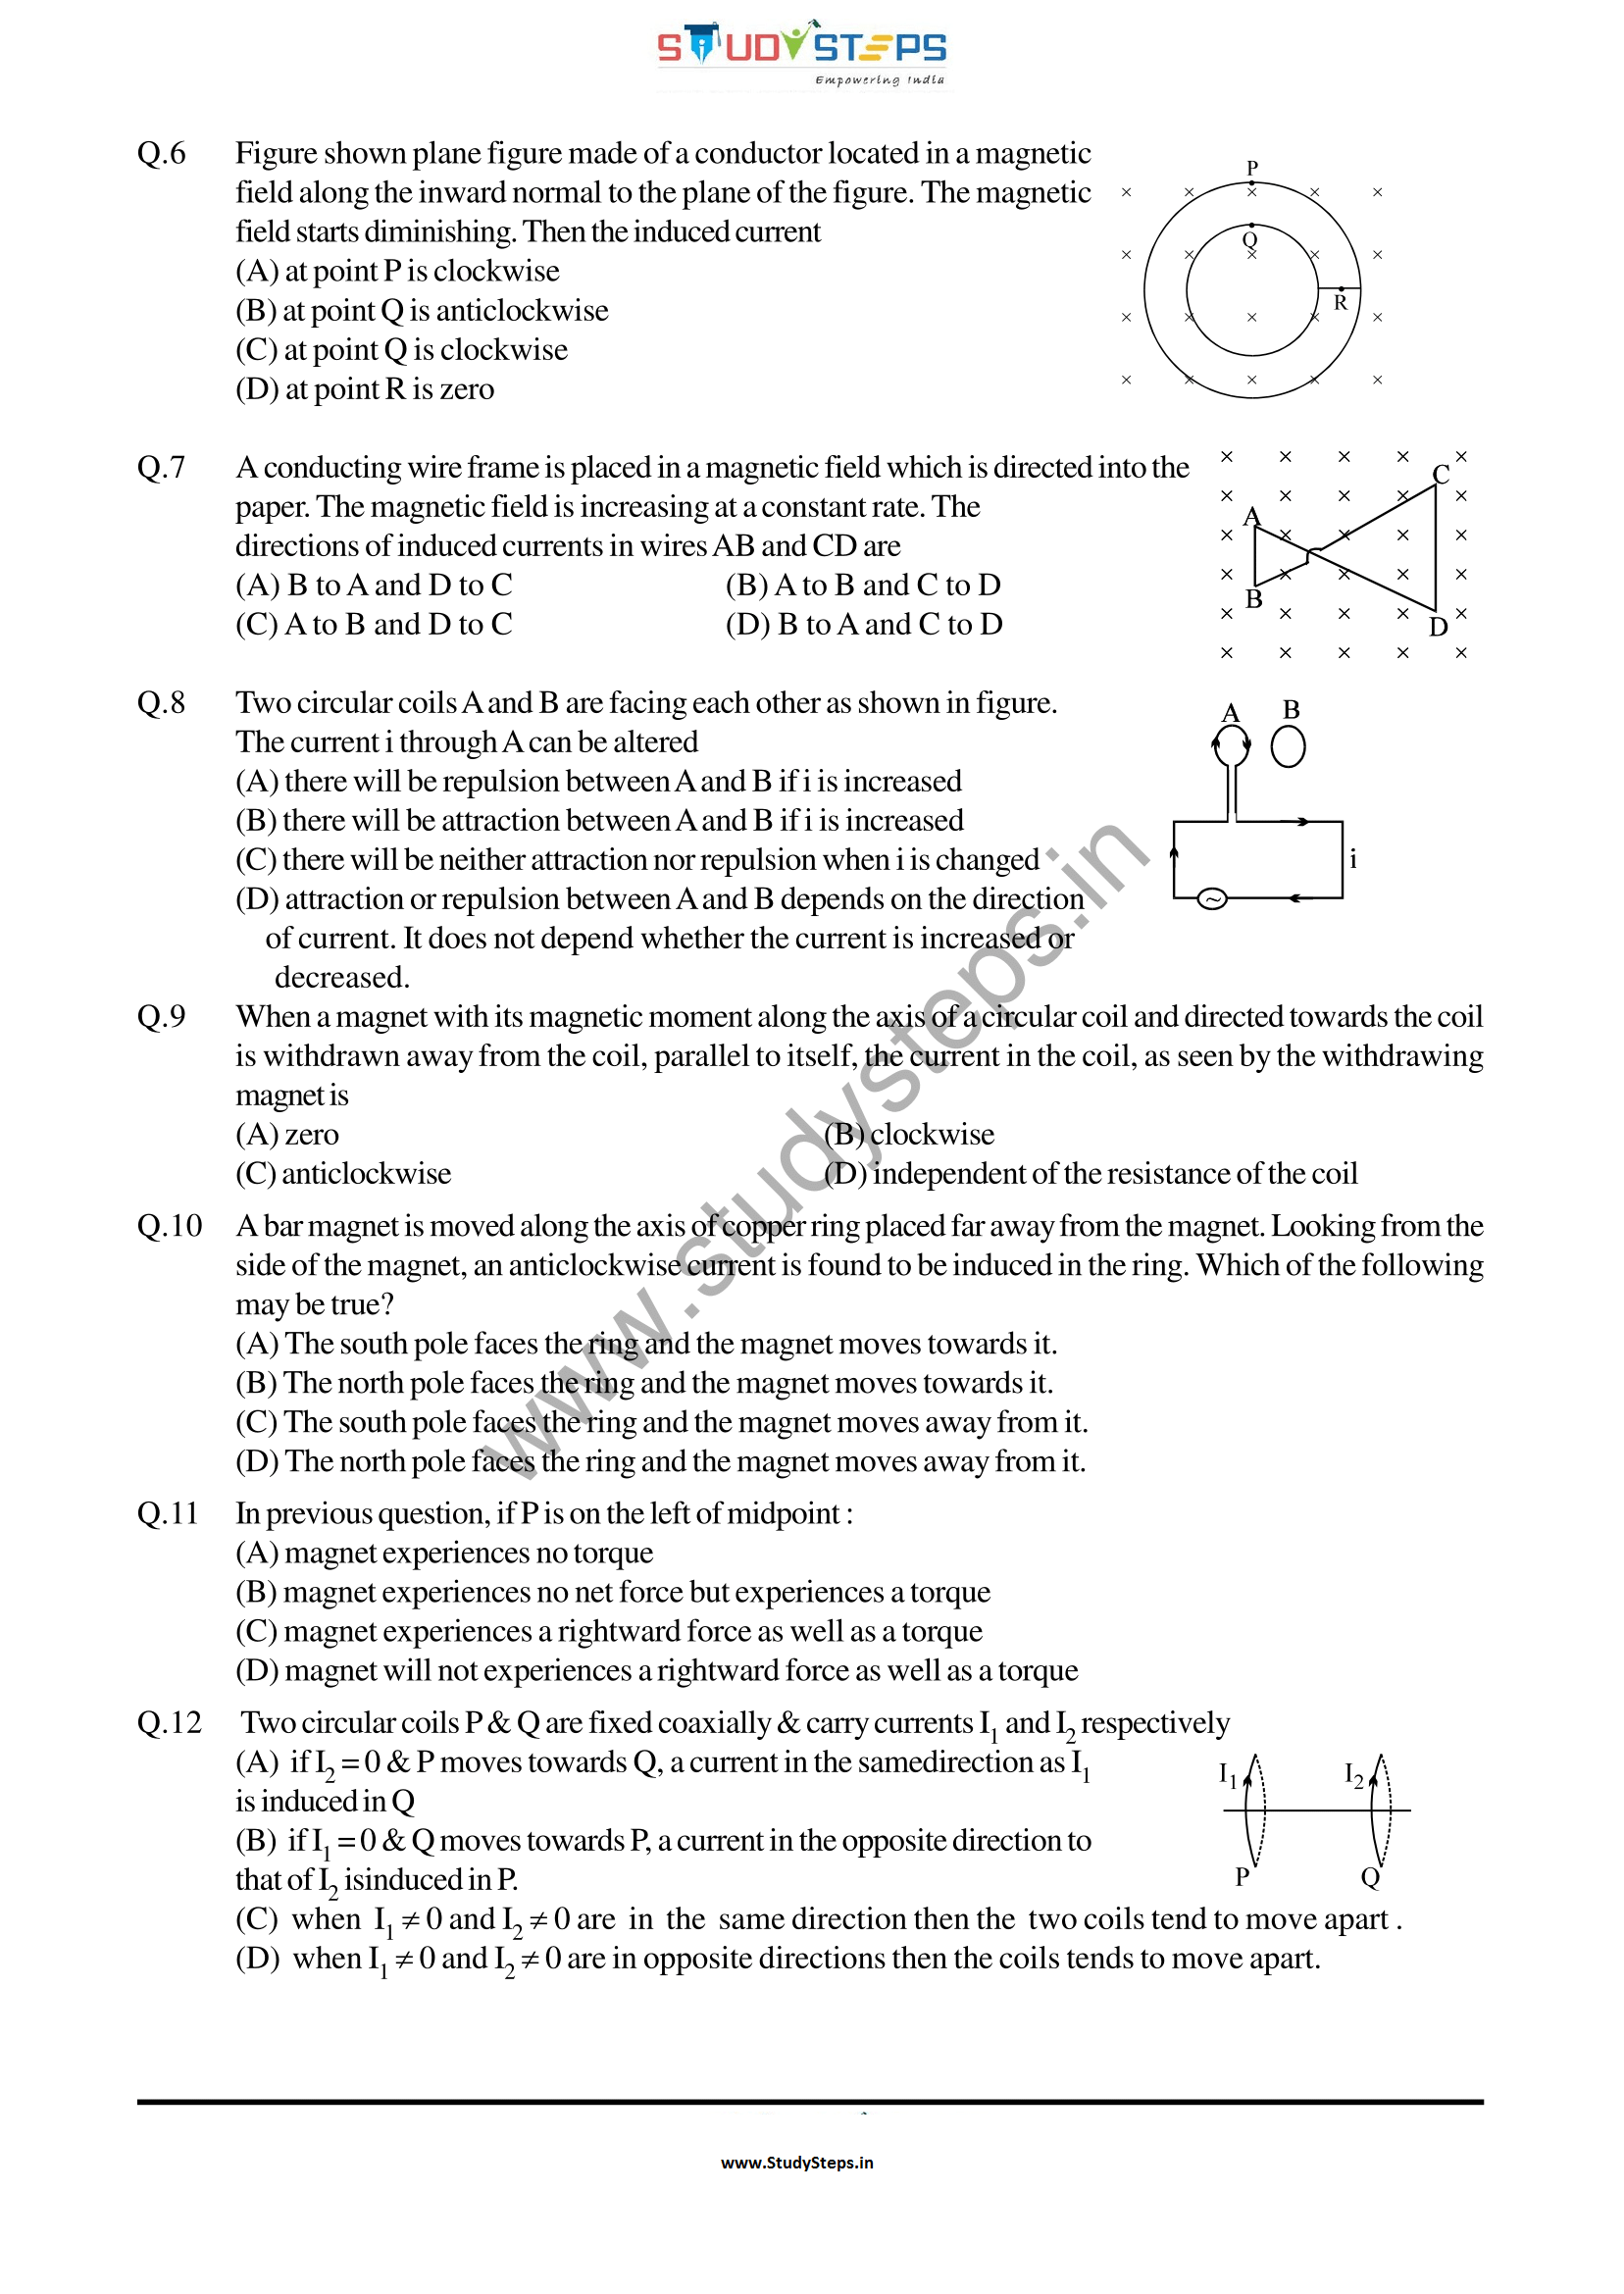 STUDYSTEPS
Empowering India
Q.6 Figure shown plane figure made of a conductor located in a magnetic
field along the inward normal to the plane of the figure. The magnetic
field starts diminishing. Then the induced current
(A) at point P is clockwise
(B) at point Q is anticlockwise
(C) at point Q is clockwise
(D) at point R is zero
P
Q
R
Q.7 A conducting wire frame is placed in a magnetic field which is directed into the
paper. The magnetic field is increasing at a constant rate. The
directions of induced currents in wires AB and CD are
(A) B to A and D to C (B) A to B and C to D
(C) A to B and D to C (D) B to A and C to D
C
A
B
D
Q.8 Two circular coils A and B are facing each other as shown in figure.
The current i through A can be altered
(A) there will be repulsion between A and B if i is increased
(B) there will be attraction between A and B if i is increased
(C) there will be neither attraction nor repulsion when i is changed
(D) attraction or repulsion between A and B depends on the direction
of current. It does not depend whether the current is increased or
decreased.
A B
i
~
Q.9 When a magnet with its magnetic moment along the axis of a circular coil and directed towards the coil
is withdrawn away from the coil, parallel to itself, the current in the coil, as seen by the withdrawing
magnet is
(A) zero (B) clockwise
(C) anticlockwise (D) independent of the resistance of the coil
Q.10 A bar magnet is moved along the axis of copper ring placed far away from the magnet. Looking from the
side of the magnet, an anticlockwise current is found to be induced in the ring. Which of the following
may be true?
(A) The south pole faces the ring and the magnet moves towards it.
(B) The north pole faces the ring and the magnet moves towards it.
(C) The south pole faces the ring and the magnet moves away from it.
(D) The north pole faces the ring and the magnet moves away from it.
Q.11 In previous question, if P is on the left of midpoint :
(A) magnet experiences no torque
(B) magnet experiences no net force but experiences a torque
(C) magnet experiences a rightward force as well as a torque
(D) magnet will not experiences a rightward force as well as a torque
Q.12 Two circular coils P & Q are fixed coaxially & carry currents I1 and I2 respectively
(A) if I2 = 0 & P moves towards Q, a current in the samedirection as I1
is induced in Q
(B) if I1 = 0 & Q moves towards P, a current in the opposite direction to
that of I2 isinduced in P.
(C) when I1 ≠ 0 and I2 ≠ 0 are in the same direction then the two coils tend to move apart .
(D) when I1 ≠ 0 and I2 ≠ 0 are in opposite directions then the coils tends to move apart.
I1 I2
P Q
www.studysteps.in
www.StudySteps.in